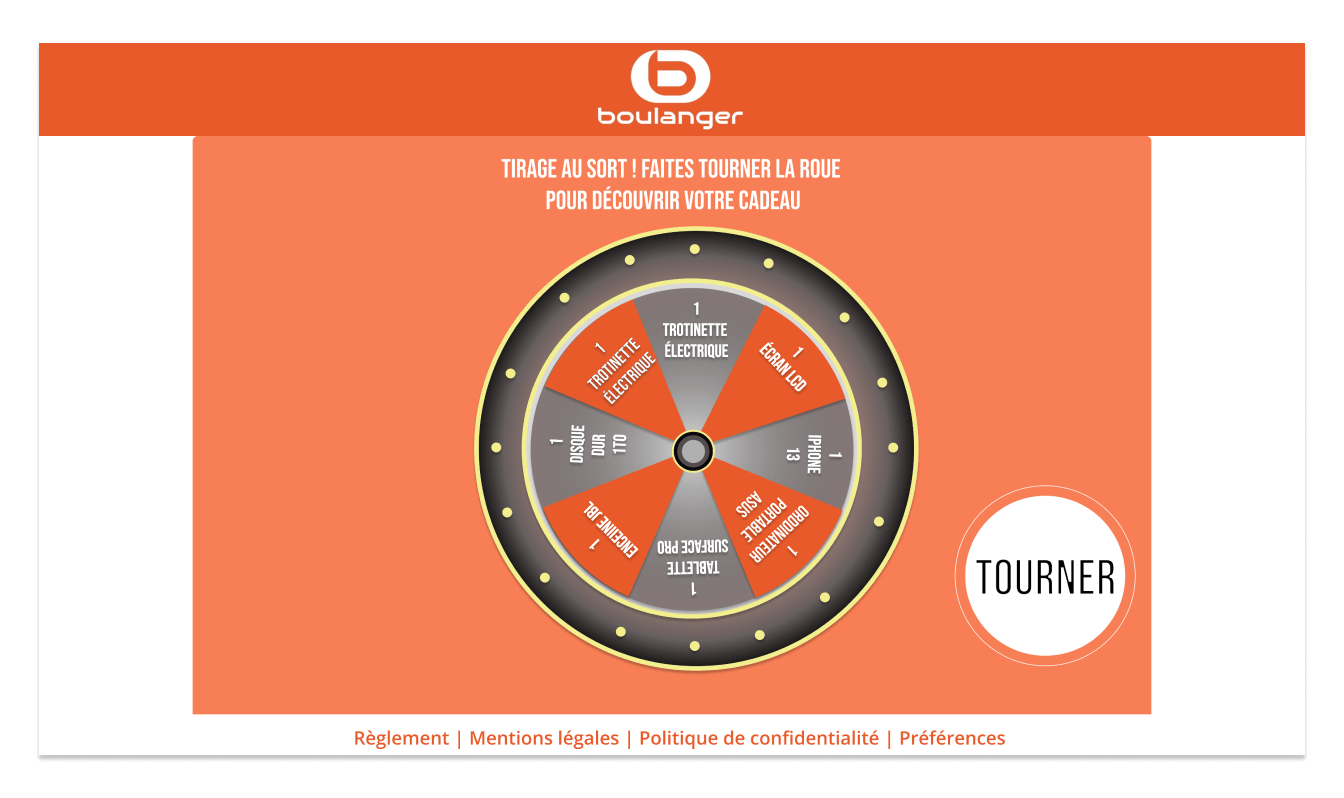 boulanger
TIRAGE AU SORT ! FAITES TOURNER LA ROUE
POUR DÉCOUVRIR VOTRE CADEAU
1
TROTINETTE
ÉLECTRIQUE
1
ÉCRAN LCD
1
IPHONE
13
1
ORDDINATEUR
PORTABLE
ASUS
1
TABLETTE
SURFACE PRO
1
ENCEIINE JBL
1
DISQUE
DUR
1TO
1
TROTINETTE
ÉLECTRIQUE
TOURNER
Règlement | Mentions légales | Politique de confidentialité | Préférences